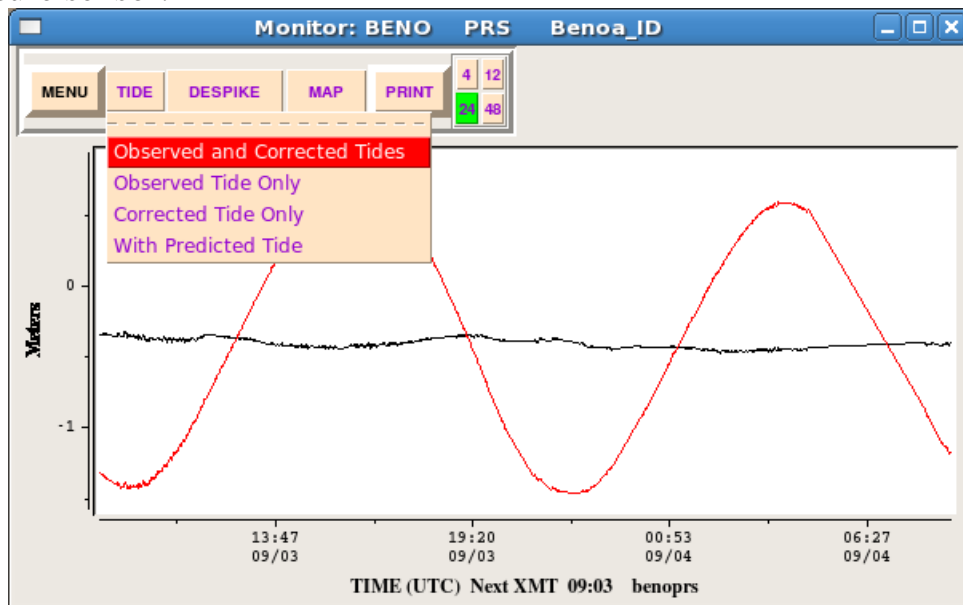 Monitor: BENO PRS Benoa_ID
MENU TIDE DESPIKE MAP PRINT 4 12
24 48
Observed and Corrected Tides
Observed Tide Only
Corrected Tide Only
With Predicted Tide
0
Meters
-1
13:47 19:20 00:53 06:27
09/03 09/03 09/04 09/04
TIME (UTC) Next XMT 09:03 benoprs